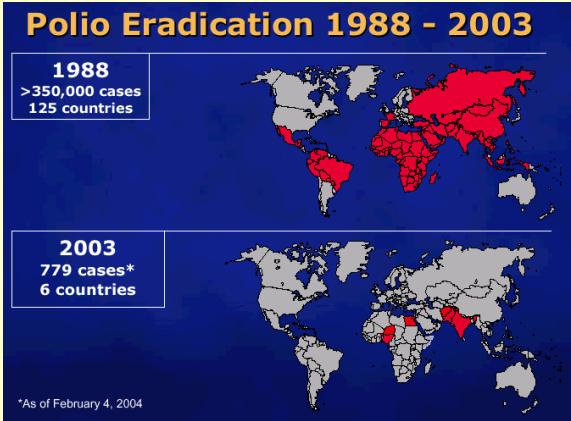 Polio Eradication 1988 - 2003
1988
>350,000 cases
125 countries
2003
779 cases*
6 countries
*As of February 4, 2004